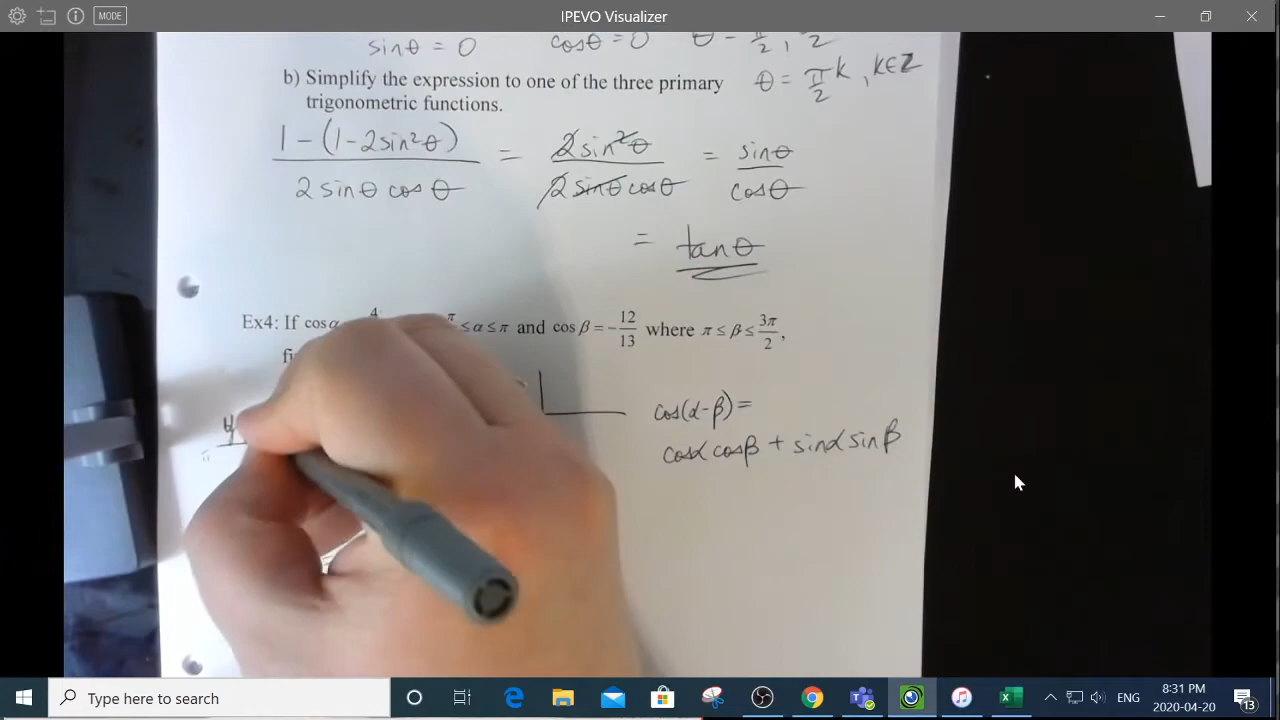 MODE
IPEVO Visualizer
sinθ = 0 cosθ = 0
b) Simplify the expression to one of the three primary
trigonometric functions.
θ = π/2 k , k∈Z
1 - (1-2sin²θ) / 2 sinθ cosθ = 2sin²θ / 2 sinθ cosθ = sinθ / cosθ
= tanθ
Ex4: If cos α ≤ α ≤ π and cos β = -12/13 where π ≤ β ≤ 3π/2,
cos(α-β) =
cosα cosβ + sinα sinβ
Type here to search
ENG
8:31 PM
2020-04-20
13